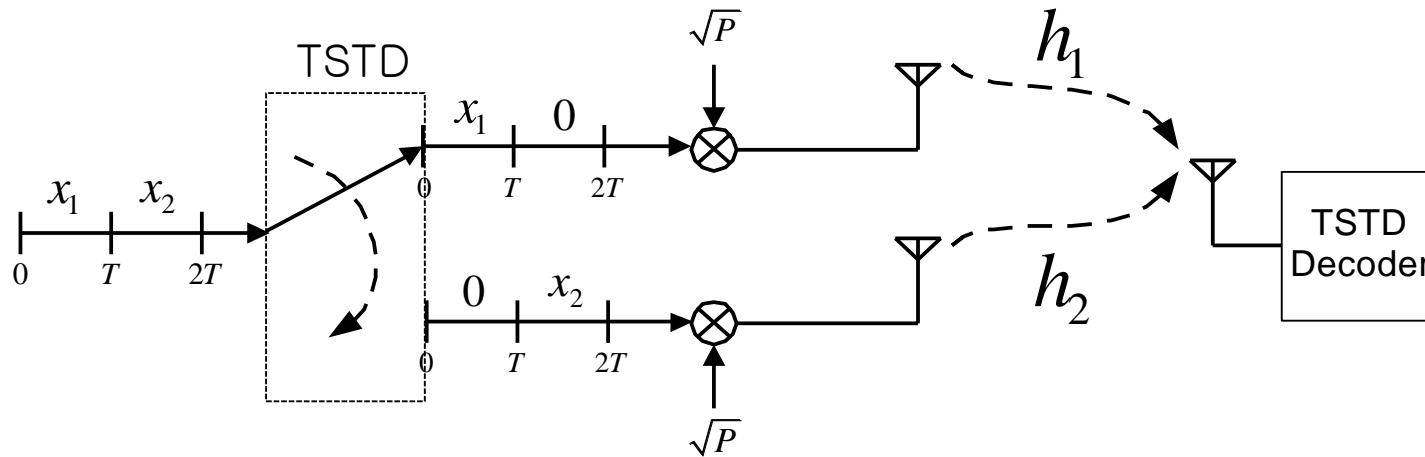 TSTD
x₁ x₂
0 T 2T
x₁ 0
0 T 2T
√P
h₁
0 x₂
0 T 2T
√P
h₂
TSTD
Decoder